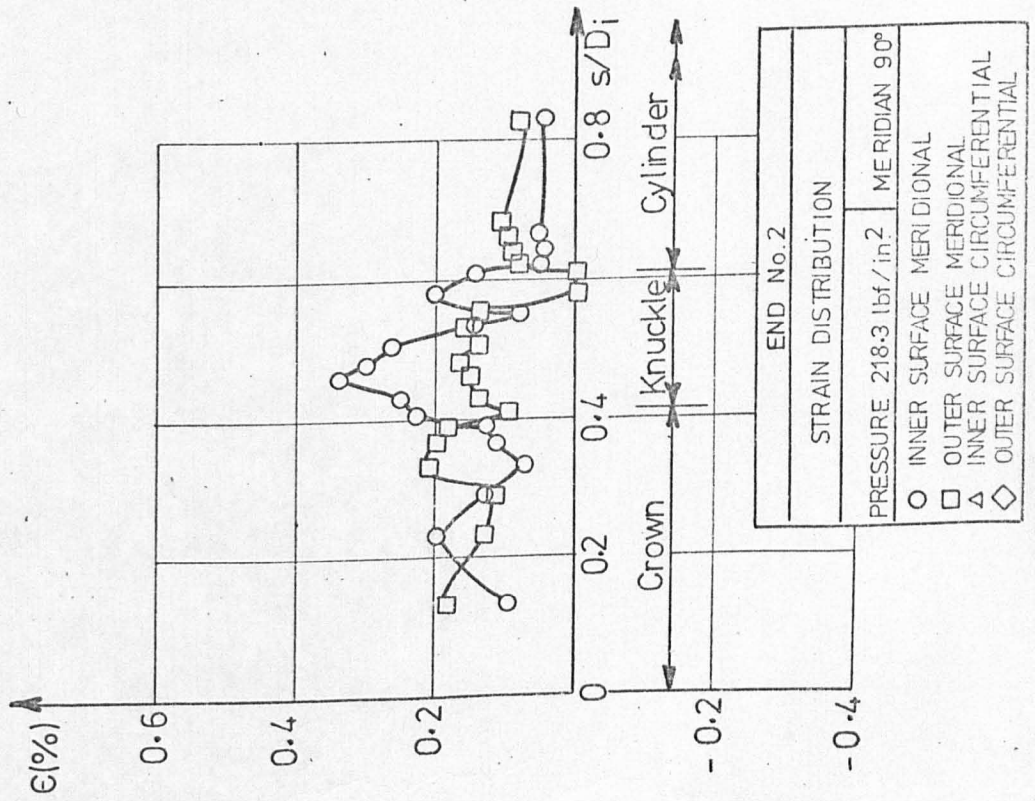 ϵ(%)
0·6
0·4
0·2
0
0·2
0·4
0·8 s/Di
-0·2
-0·4
Crown
Knuckle
Cylinder
END No.2
STRAIN DISTRIBUTION
PRESSURE 218·3 lbf/in2 MERIDIAN 90°
INNER SURFACE MERIDIONAL
OUTER SURFACE MERIDIONAL
INNER SURFACE CIRCUMFERENTIAL
OUTER SURFACE CIRCUMFERENTIAL